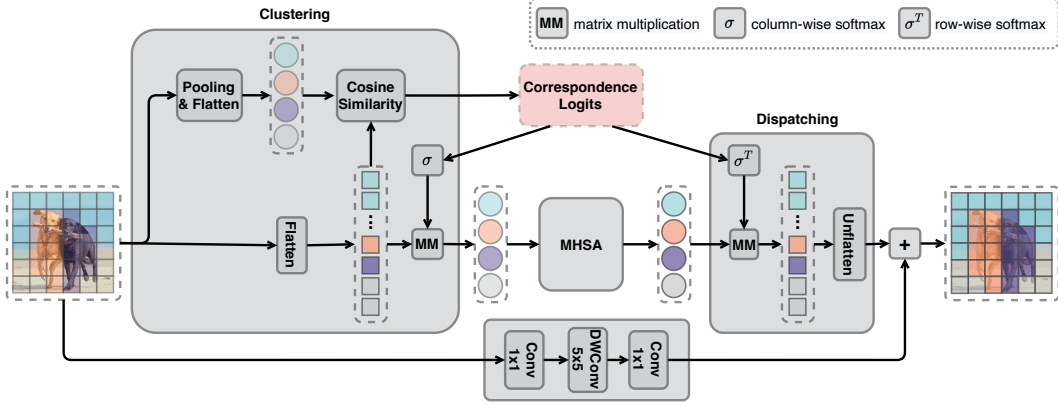 Clustering
MM matrix multiplication
σ column-wise softmax
σ^T row-wise softmax
Pooling
& Flatten
Cosine
Similarity
Correspondence
Logits
Dispatching
σ
σ^T
...
...
Flatten
MM
MHSA
MM
Unflatten
+
Conv
1x1
DWConv
5x5
Conv
1x1